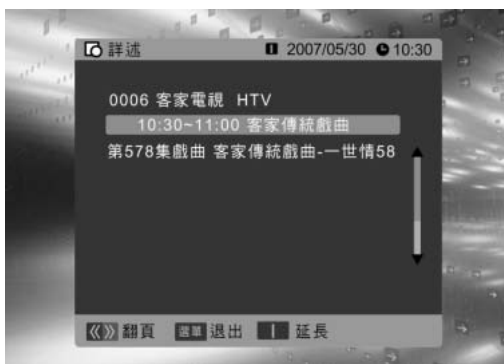 詳述 2007/05/30 10:30
0006 客家電視 HTV
10:30~11:00 客家傳統戲曲
第578集戲曲 客家傳統戲曲-一世情58
翻頁 選單 退出 延長